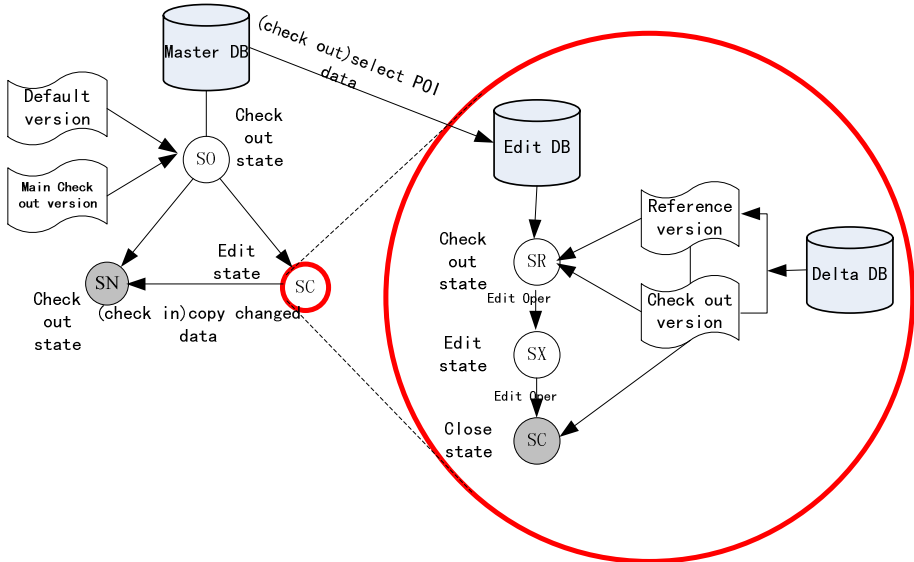 Master DB
(check out)select POI
data
Default
version
Check
out
state
S0
Main Check
out version
Edit
state
SN
SC
Check
out
state
(check in)copy changed
data
Edit DB
Reference
version
Check
out
state
SR
Delta DB
Edit Oper
Check out
version
Edit
state
SX
Edit Oper
Close
state
SC